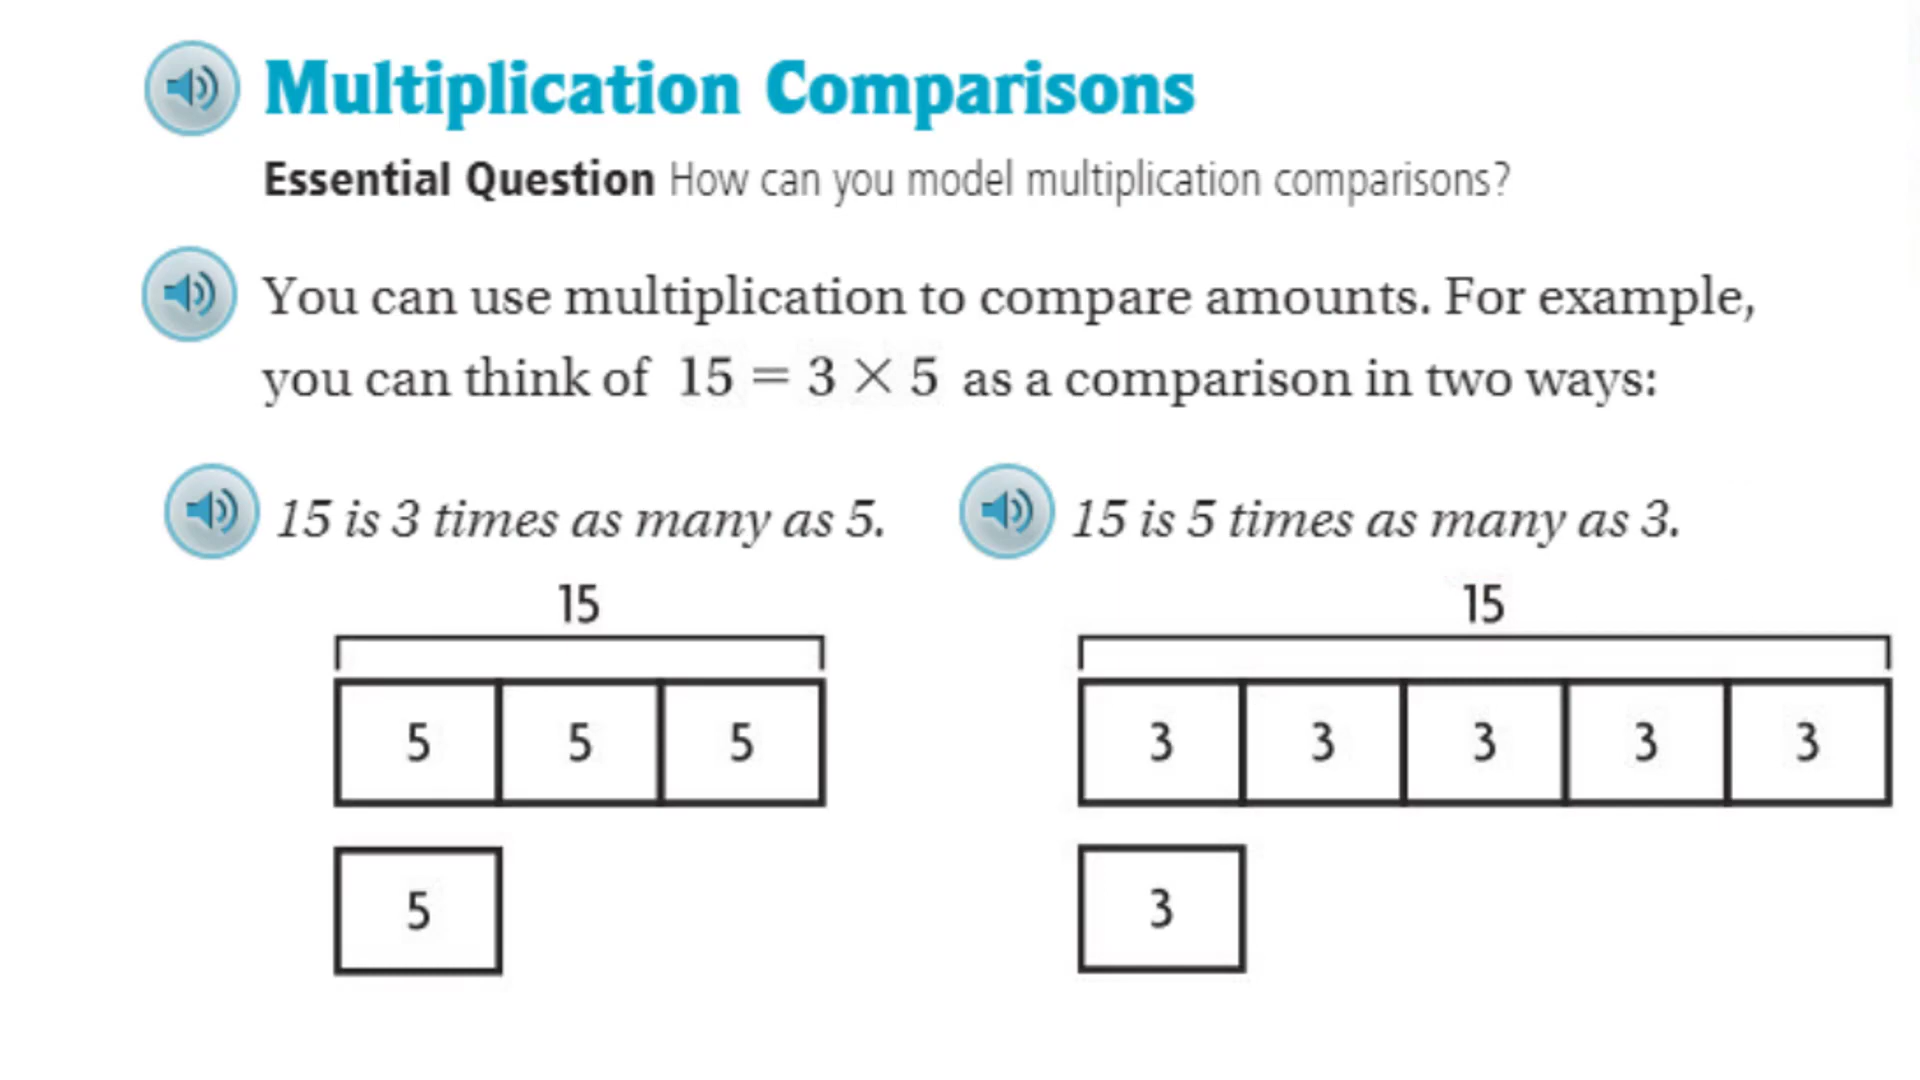 Multiplication Comparisons
Essential Question How can you model multiplication comparisons?
You can use multiplication to compare amounts. For example,
you can think of 15 = 3 × 5 as a comparison in two ways:
15 is 3 times as many as 5.
15
5 5 5
5
15 is 5 times as many as 3.
15
3 3 3 3 3
3